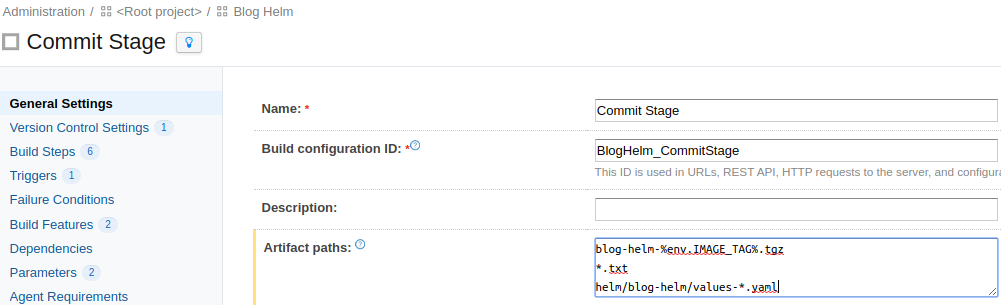 Administration / <Root project> / Blog Helm
Commit Stage
General Settings
Version Control Settings 1
Build Steps 6
Triggers 1
Failure Conditions
Build Features 2
Dependencies
Parameters 2
Agent Requirements
Name: * Commit Stage
Build configuration ID: * BlogHelm_CommitStage
This ID is used in URLs, REST API, HTTP requests to the server, and configura
Description:
Artifact paths: blog-helm-%env.IMAGE_TAG%.tgz
*.txt
helm/blog-helm/values-*.yaml